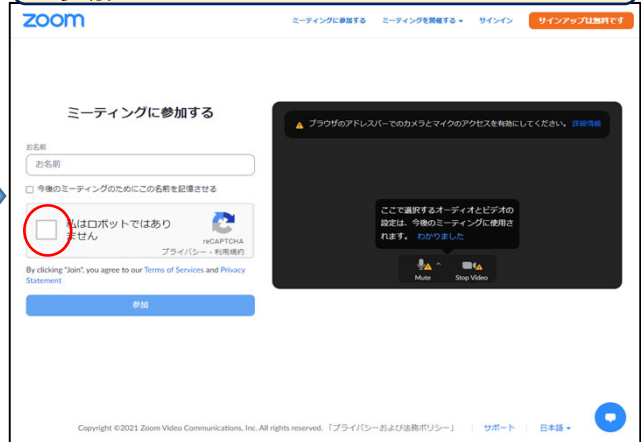 zoom
ミーティングに参加する ミーティングを開催する サインイン サインアップは無料です
ミーティングに参加する
お名前
お名前
今後のミーティングのためにこの名前を記憶させる
私はロボットではあり
ません
reCAPTCHA
プライバシー - 利用規約
By clicking "Join", you agree to our Terms of Services and Privacy
Statement
参加
ブラウザのアドレスバーでのカメラとマイクのアクセスを有効にしてください。 詳細情報
ここで選択するオーディオとビデオの
設定は、今後のミーティングに使用さ
れます。 わかりました
Mute Stop Video
Copyright ©2021 Zoom Video Communications, Inc. All rights reserved. 「プライバシーおよび法務ポリシー」 サポート 日本語